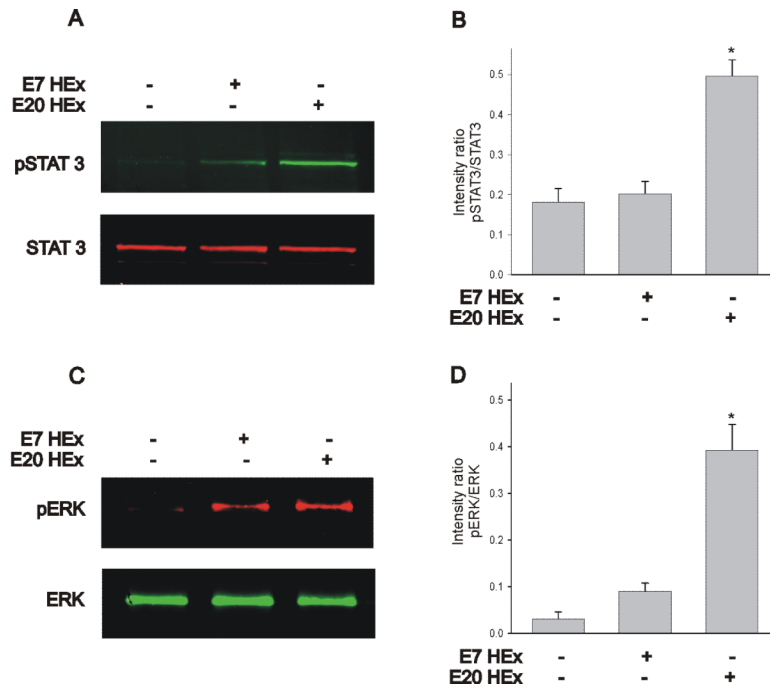 A
E7 HEx - + -
E20 HEx - - +
pSTAT 3
STAT 3
B
*
Intensity ratio
pSTAT3/STAT3
0.5
0.4
0.3
0.2
0.1
0.0
E7 HEx - + -
E20 HEx - - +
C
E7 HEx - + -
E20 HEx - - +
pERK
ERK
D
*
Intensity ratio
pERK/ERK
0.5
0.4
0.3
0.2
0.1
0.0
E7 HEx - + -
E20 HEx - - +